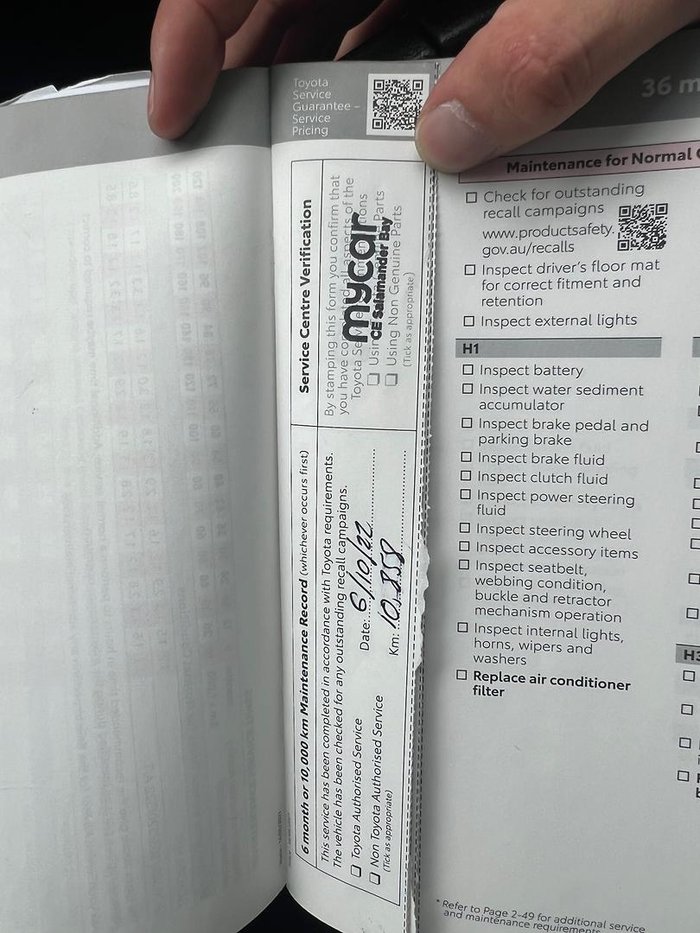 Toyota
Service
Guarantee –
Service
Pricing
6 month or 10,000 km Maintenance Record (whichever occurs first)
This service has been completed in accordance with Toyota requirements.
The vehicle has been checked for any outstanding recall campaigns.
Date: 6/10/22
Km: 10,858
Toyota Authorised Service
Non Toyota Authorised Service
(Tick as appropriate)
Service Centre Verification
By stamping this form you confirm that
you have all aspects of the
Toyota
mycar
CE Salamander Bay
Using Parts
Using Non Genuine Parts
(Tick as appropriate)
36 m
Maintenance for Normal
Check for outstanding
recall campaigns
www.productsafety.
gov.au/recalls
Inspect driver's floor mat
for correct fitment and
retention
Inspect external lights
H1
Inspect battery
Inspect water sediment
accumulator
Inspect brake pedal and
parking brake
Inspect brake fluid
Inspect clutch fluid
Inspect power steering
fluid
Inspect steering wheel
Inspect accessory items
Inspect seatbelt,
webbing condition,
buckle and retractor
mechanism operation
Inspect internal lights,
horns, wipers and
washers
Replace air conditioner
filter
H3
* Refer to Page 2-49 for additional service
and maintenance requirements